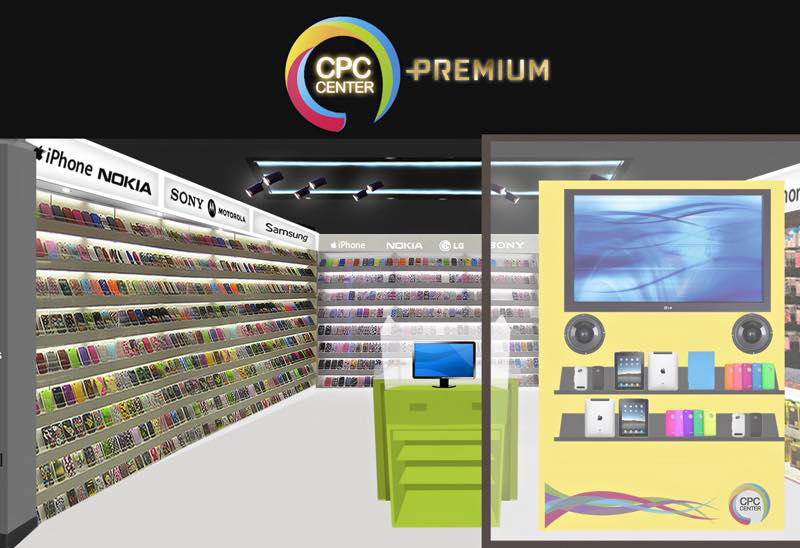 CPC
CENTER
PREMIUM
iPhone NOKIA
SONY MOTOROLA
Samsung
iPhone NOKIA LG SONY
LG
CPC
CENTER